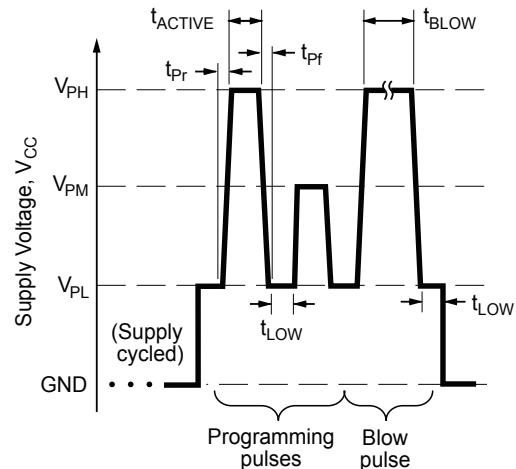 tACTIVE
tBLOW
tPr
tPf
VPH
VPM
VPL
Supply Voltage, VCC
tLOW
tLOW
(Supply
cycled)
GND
Programming
pulses
Blow
pulse